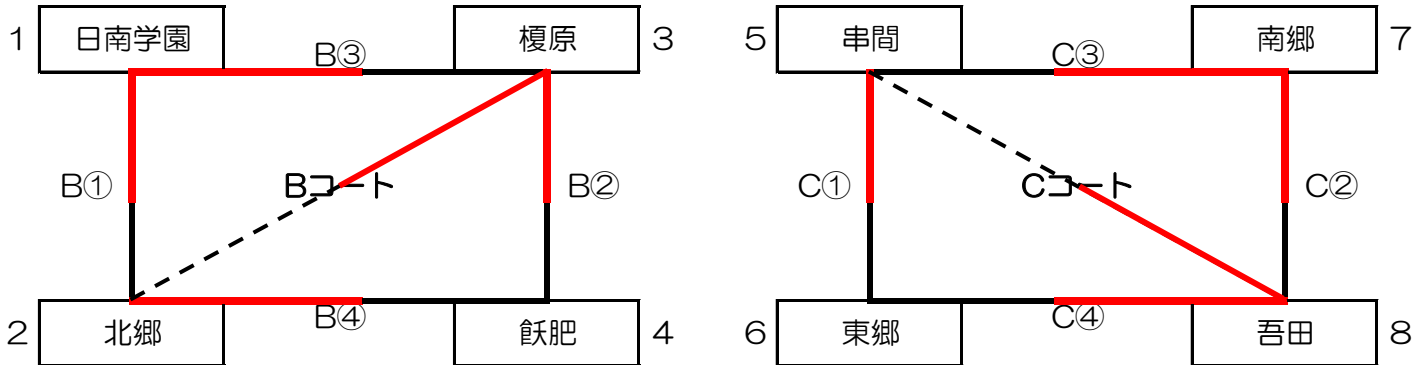 1 日南学園 榎原 3 5 串間 南郷 7
B③ C③
B① Bコート B② C① Cコート C②
B④ C④
2 北郷 飫肥 4 6 東郷 吾田 8